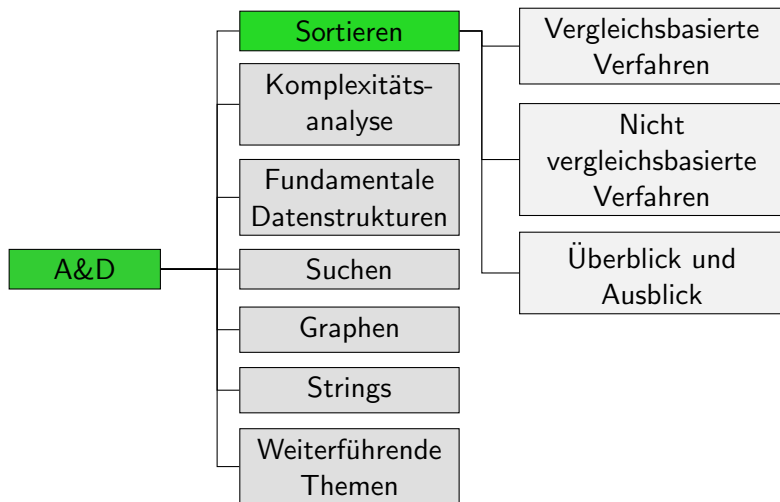 A&D
Sortieren
Komplexitäts-
analyse
Fundamentale
Datenstrukturen
Suchen
Graphen
Strings
Weiterführende
Themen
Vergleichsbasierte
Verfahren
Nicht
vergleichsbasierte
Verfahren
Überblick und
Ausblick